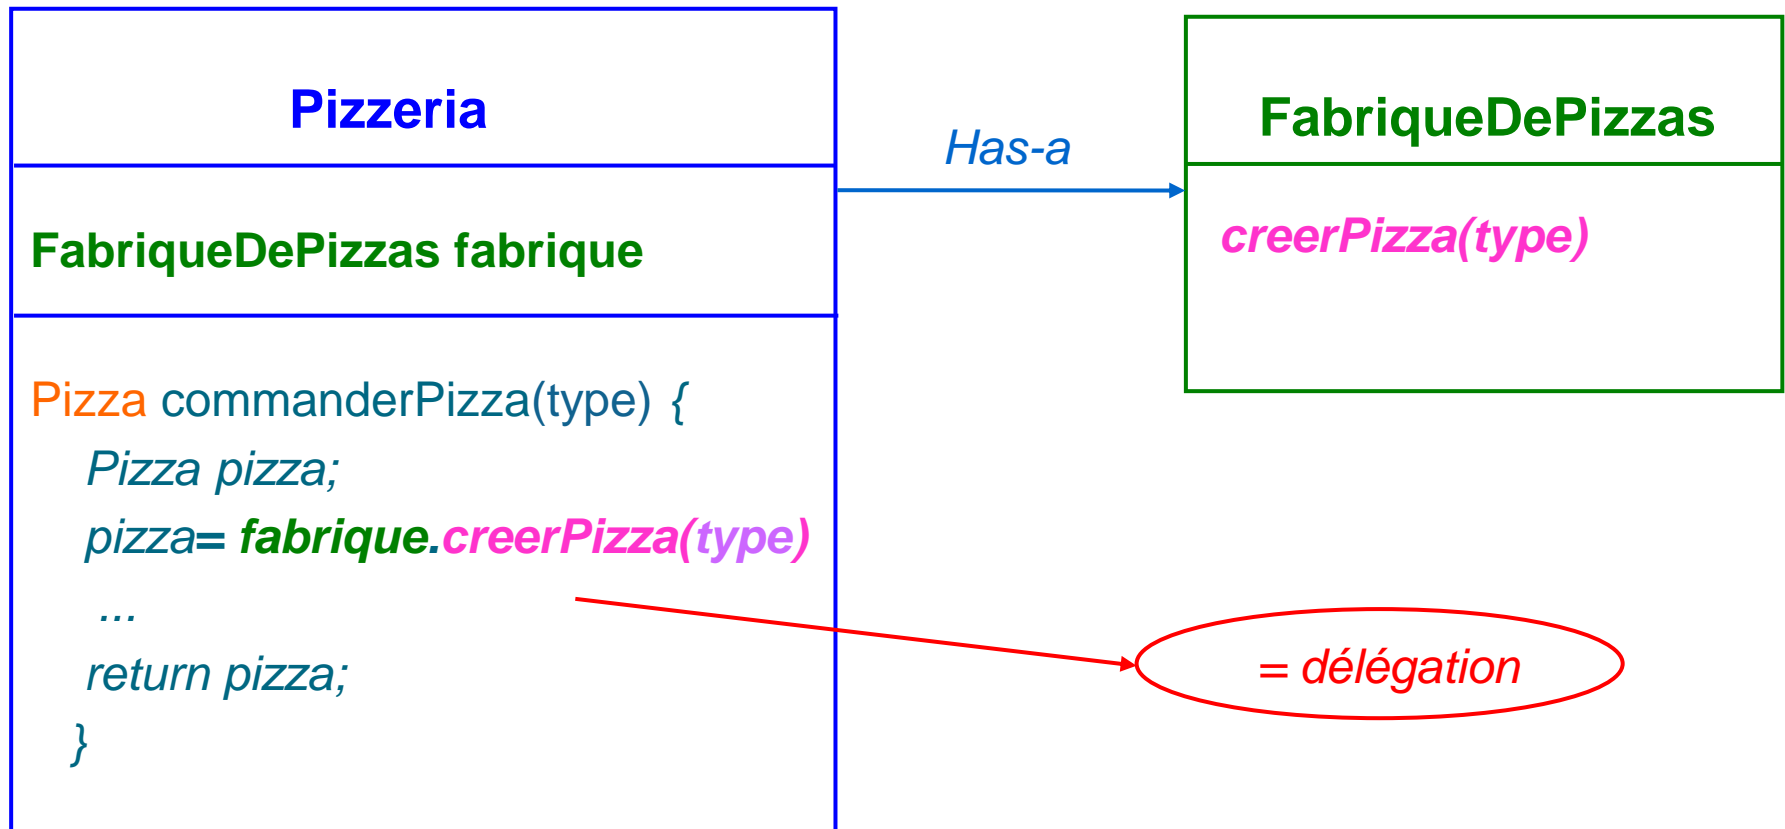 Pizzeria
FabriqueDePizzas fabrique
Pizza commanderPizza(type) {
Pizza pizza;
pizza= fabrique.creerPizza(type)
...
return pizza;
}
Has-a
FabriqueDePizzas
creerPizza(type)
= délégation